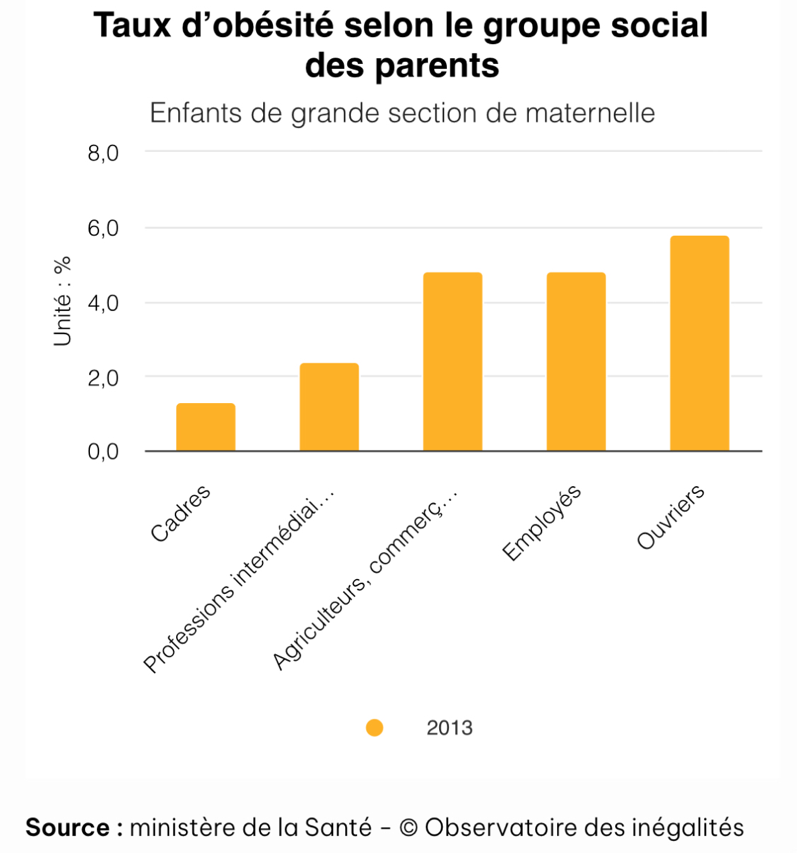 Taux d’obésité selon le groupe social
des parents
Enfants de grande section de maternelle
Unité : %
8,0
6,0
4,0
2,0
0,0
Cadres
Professions intermédiai…
Agriculteurs, commerç…
Employés
Ouvriers
2013
Source : ministère de la Santé – © Observatoire des inégalités